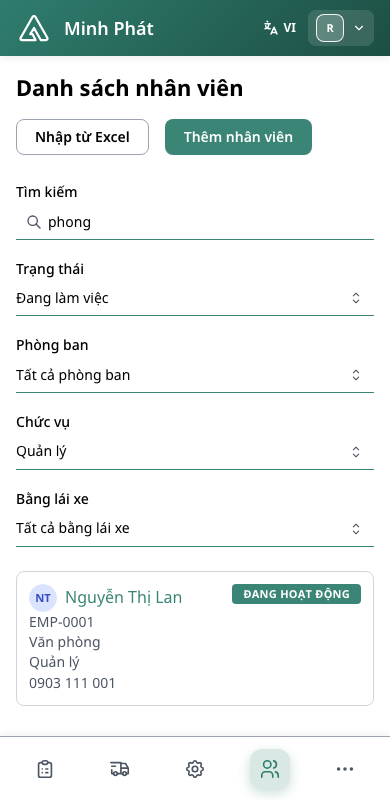 Minh Phát
VI
R
Danh sách nhân viên
Nhập từ Excel
Thêm nhân viên
Tìm kiếm
phong
Trạng thái
Đang làm việc
Phòng ban
Tất cả phòng ban
Chức vụ
Quản lý
Bằng lái xe
Tất cả bằng lái xe
NT
Nguyễn Thị Lan
ĐANG HOẠT ĐỘNG
EMP-0001
Văn phòng
Quản lý
0903 111 001